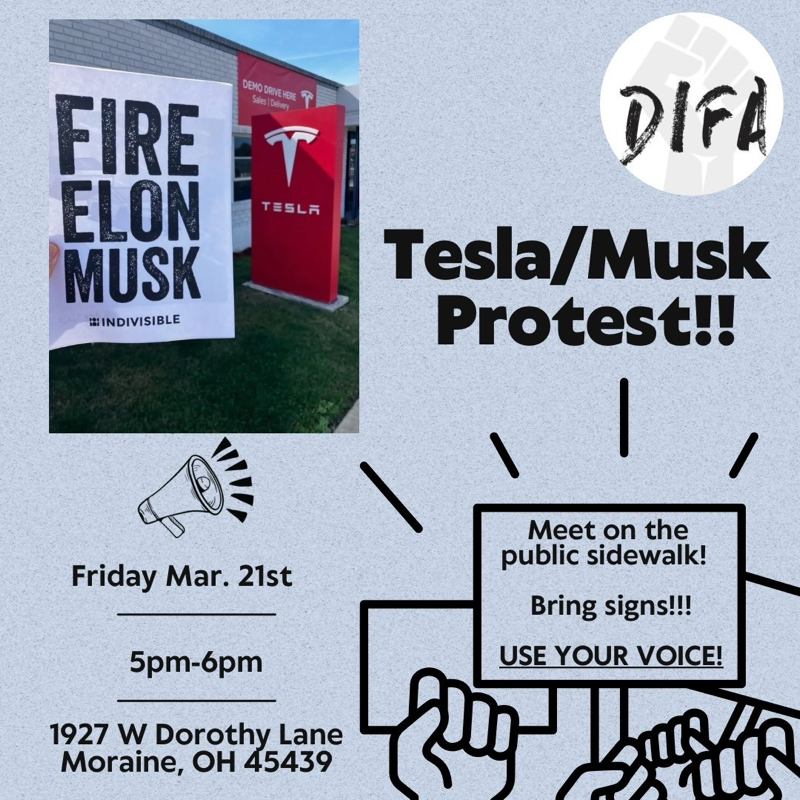 FIRE
ELON
MUSK
INDIVISIBLE
DEMO DRIVE HERE
Sales | Delivery
TESLA
DIFA
Tesla/Musk
Protest!!
Friday Mar. 21st
5pm-6pm
1927 W Dorothy Lane
Moraine, OH 45439
Meet on the
public sidewalk!
Bring signs!!!
USE YOUR VOICE!